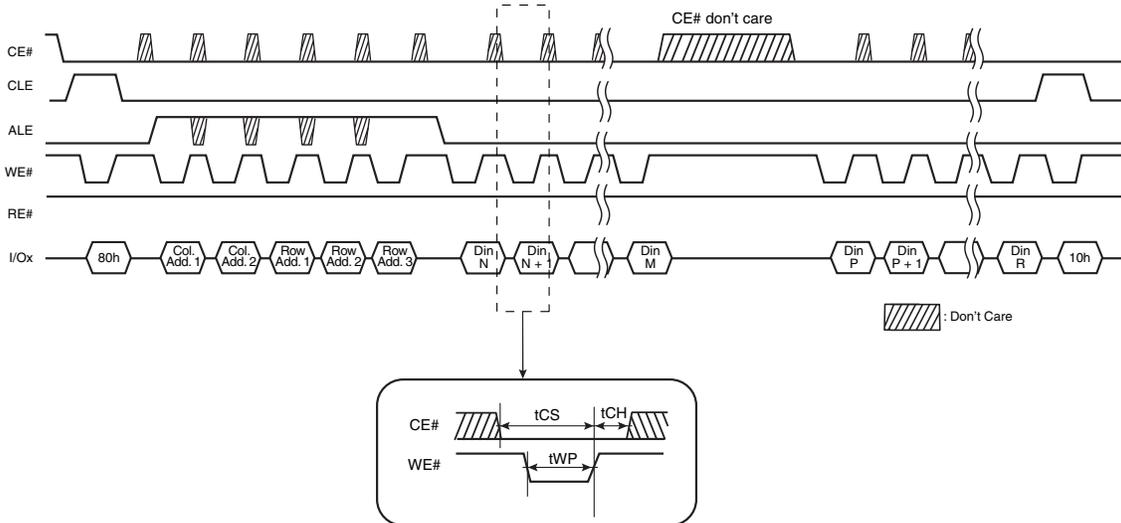 CE# don't care
CE#
CLE
ALE
WE#
RE#
I/Ox
80h
Col.
Add. 1
Col.
Add. 2
Row
Add. 1
Row
Add. 2
Row
Add. 3
Din
N
Din
N + 1
Din
M
Din
P
Din
P + 1
Din
R
10h
: Don't Care
CE#
tCS
tCH
WE#
tWP